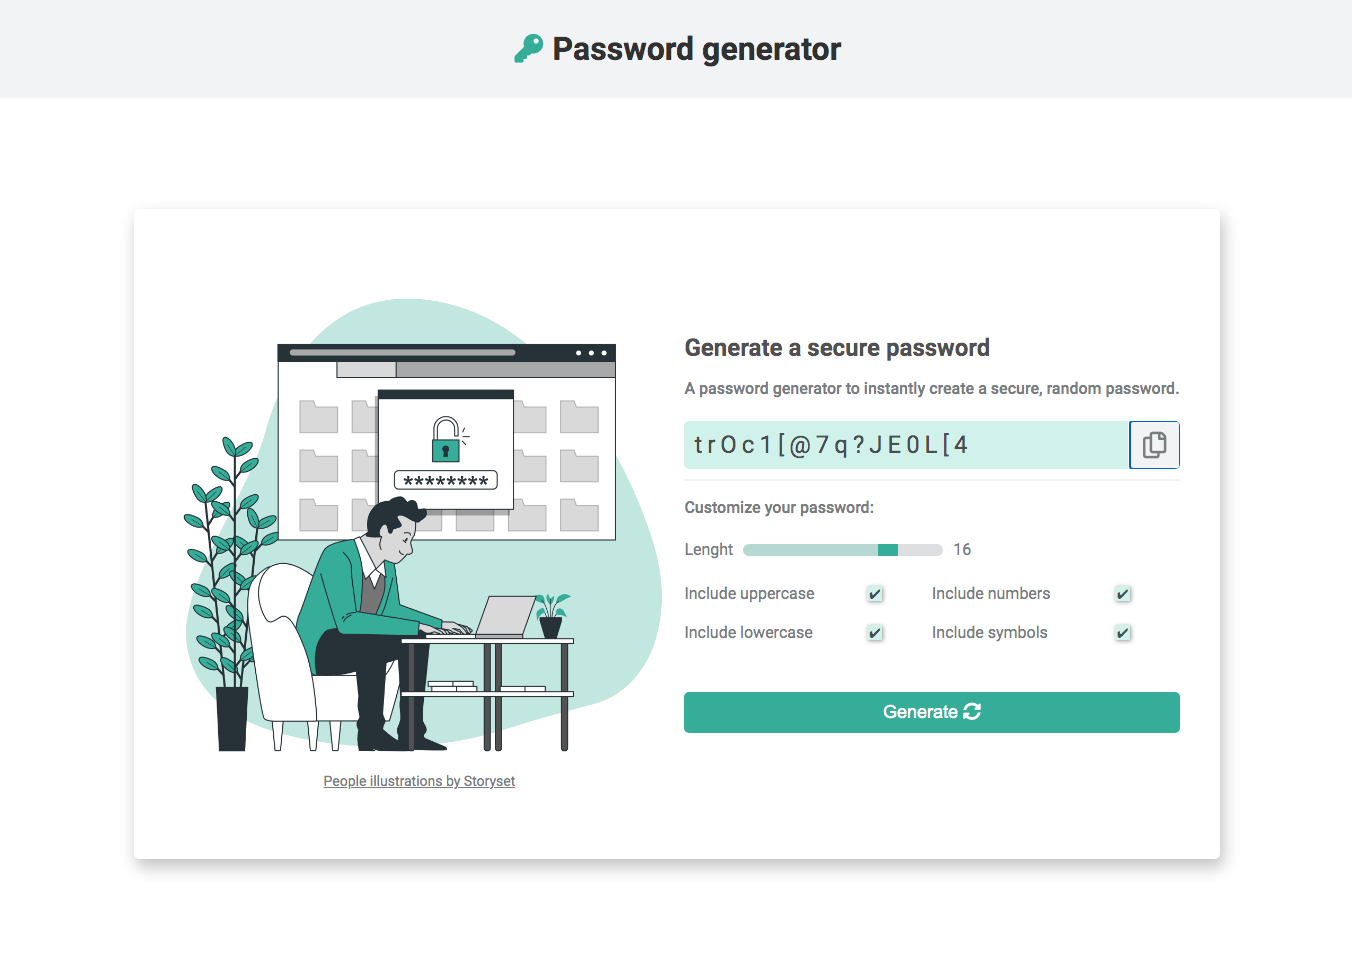 Password generator
Generate a secure password
A password generator to instantly create a secure, random password.
trOc1[@7q?JE0L[4
********
Customize your password:
Lenght 16
Include uppercase Include numbers
Include lowercase Include symbols
Generate
People illustrations by Storyset